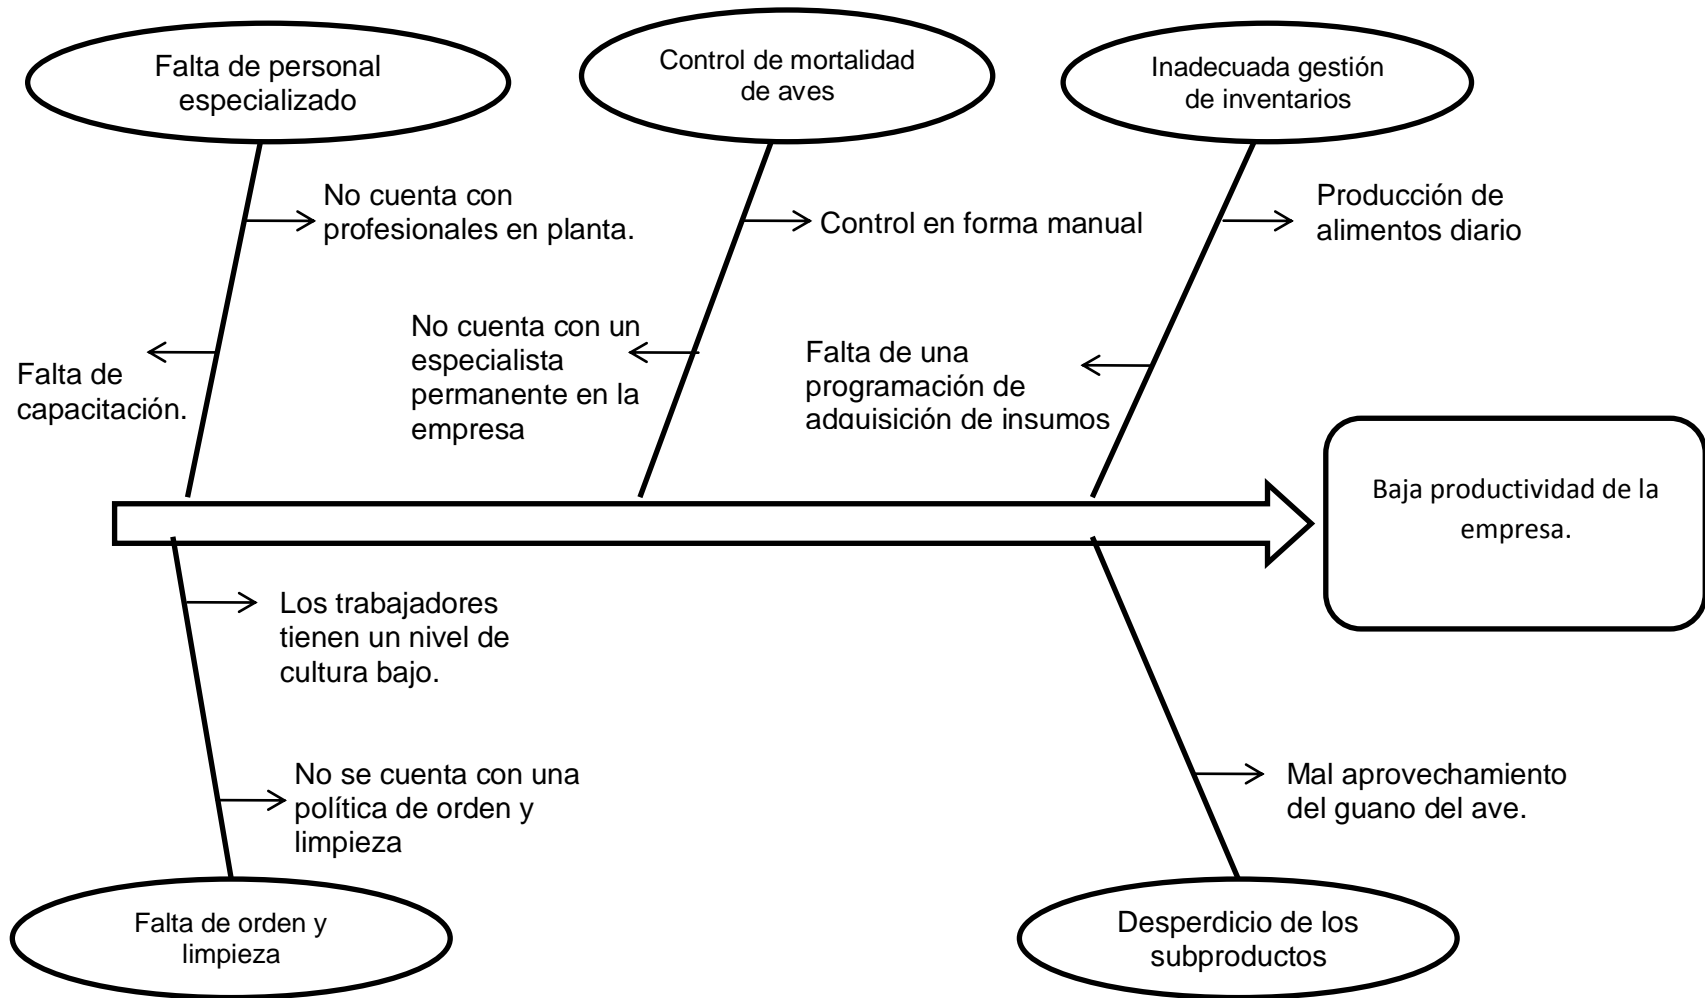 Falta de personal
especializado
Control de mortalidad
de aves
Inadecuada gestión
de inventarios
No cuenta con
profesionales en planta.
Control en forma manual
Producción de
alimentos diario
Falta de
capacitación.
No cuenta con un
especialista
permanente en la
empresa
Falta de una
programación de
adquisición de insumos
Baja productividad de la
empresa.
Los trabajadores
tienen un nivel de
cultura bajo.
No se cuenta con una
política de orden y
limpieza
Mal aprovechamiento
del guano del ave.
Falta de orden y
limpieza
Desperdicio de los
subproductos